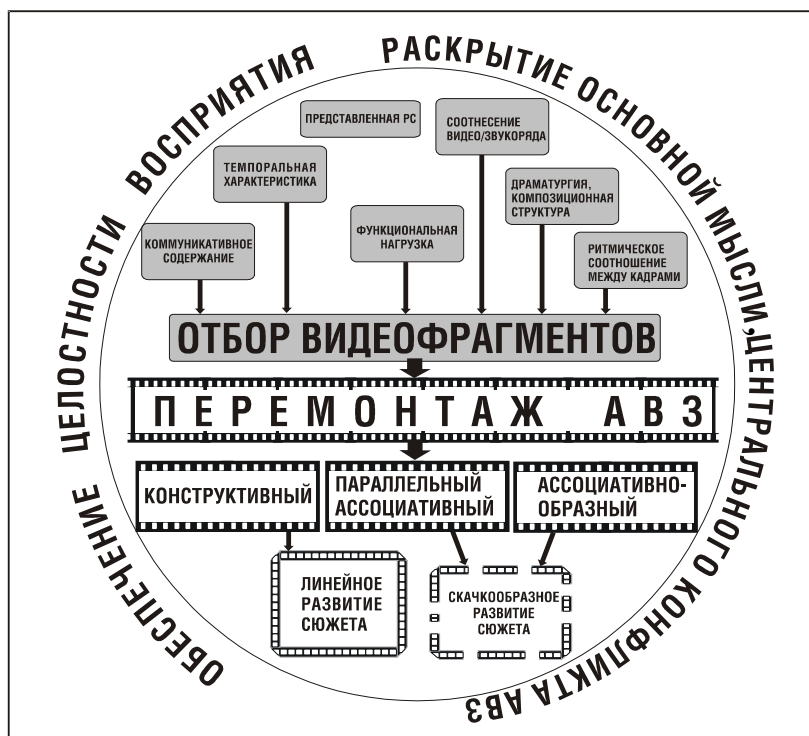 ОБЕСПЕЧЕНИЕ ЦЕЛОСТНОСТИ ВОСПРИЯТИЯ
РАСКРЫТИЕ ОСНОВНОЙ МЫСЛИ, ЦЕНТРАЛЬНОГО КОНФЛИКТА АВЗ
ПРЕДСТАВЛЕННАЯ РС
СООТНЕСЕНИЕ
ВИДЕО/ЗВУКОРЯДА
ТЕМПОРАЛЬНАЯ
ХАРАКТЕРИСТИКА
ДРАМАТУРГИЯ,
КОМПОЗИЦИОННАЯ
СТРУКТУРА
КОММУНИКАТИВНОЕ
СОДЕРЖАНИЕ
ФУНКЦИОНАЛЬНАЯ
НАГРУЗКА
РИТМИЧЕСКОЕ
СООТНОШЕНИЕ
МЕЖДУ КАДРАМИ
ОТБОР ВИДЕОФРАГМЕНТОВ
ПЕРЕМОНТАЖ АВЗ
КОНСТРУКТИВНЫЙ
ПАРАЛЛЕЛЬНЫЙ
АССОЦИАТИВНЫЙ
АССОЦИАТИВНО-
ОБРАЗНЫЙ
ЛИНЕЙНОЕ
РАЗВИТИЕ
СЮЖЕТА
СКАЧКООБРАЗНОЕ
РАЗВИТИЕ
СЮЖЕТА